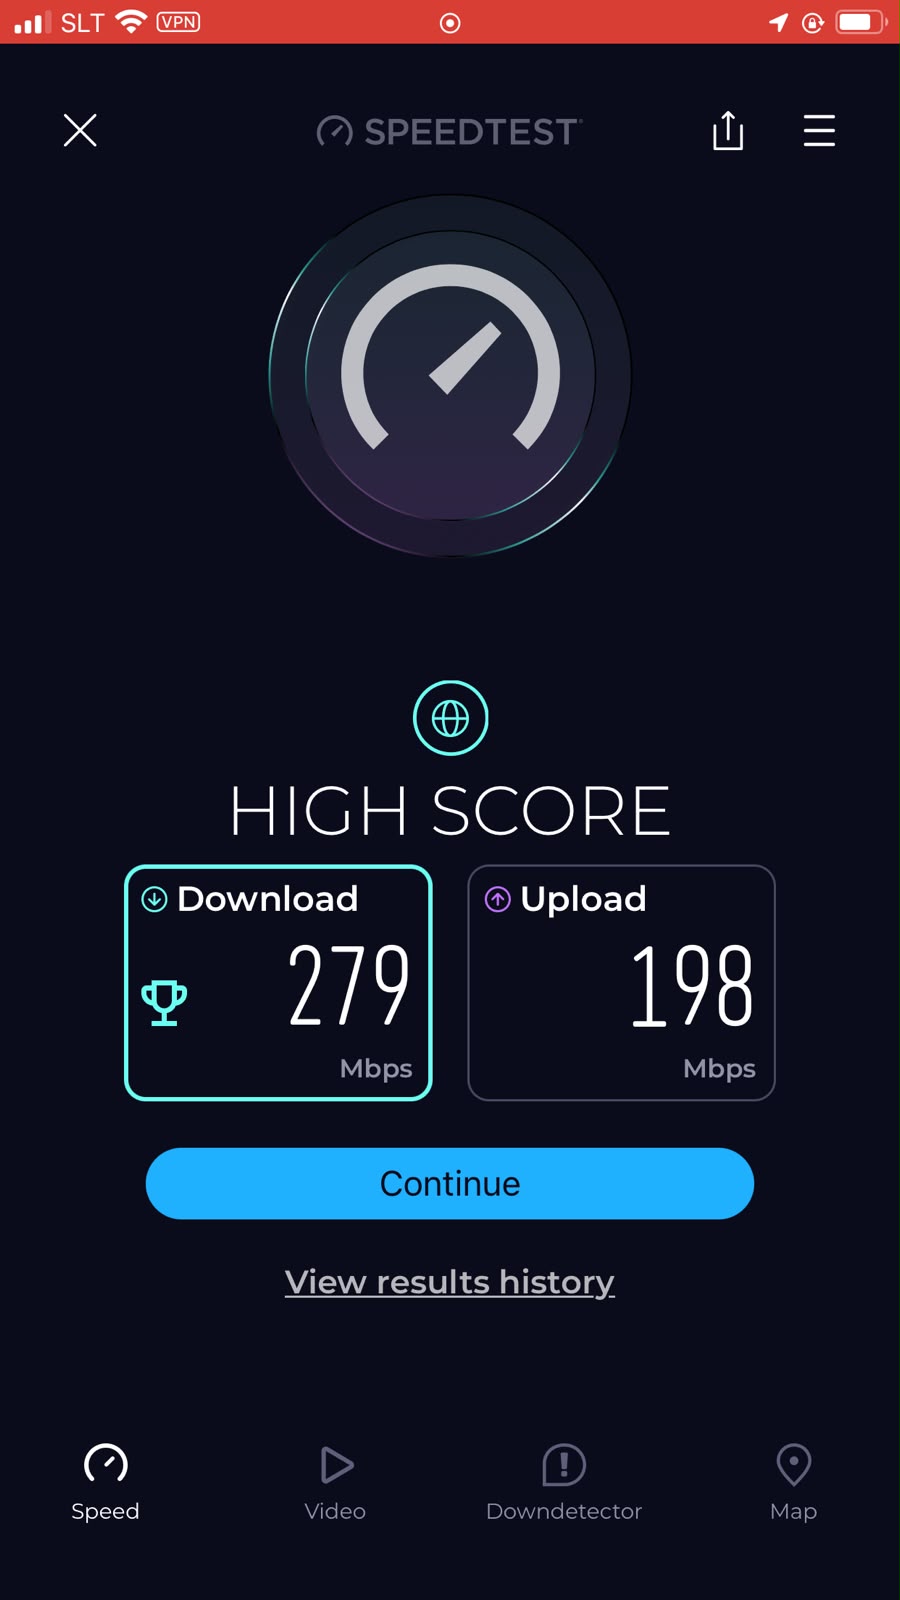 SLT VPN
SPEEDTEST
HIGH SCORE
Download
279
Mbps
Upload
198
Mbps
Continue
View results history
Speed Video Downdetector Map